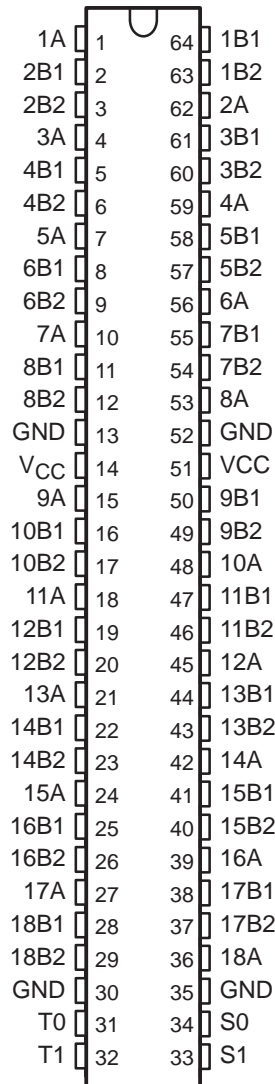 1A 1 64 1B1
2B1 2 63 1B2
2B2 3 62 2A
3A 4 61 3B1
4B1 5 60 3B2
4B2 6 59 4A
5A 7 58 5B1
6B1 8 57 5B2
6B2 9 56 6A
7A 10 55 7B1
8B1 11 54 7B2
8B2 12 53 8A
GND 13 52 GND
VCC 14 51 VCC
9A 15 50 9B1
10B1 16 49 9B2
10B2 17 48 10A
11A 18 47 11B1
12B1 19 46 11B2
12B2 20 45 12A
13A 21 44 13B1
14B1 22 43 13B2
14B2 23 42 14A
15A 24 41 15B1
16B1 25 40 15B2
16B2 26 39 16A
17A 27 38 17B1
18B1 28 37 17B2
18B2 29 36 18A
GND 30 35 GND
T0 31 34 S0
T1 32 33 S1